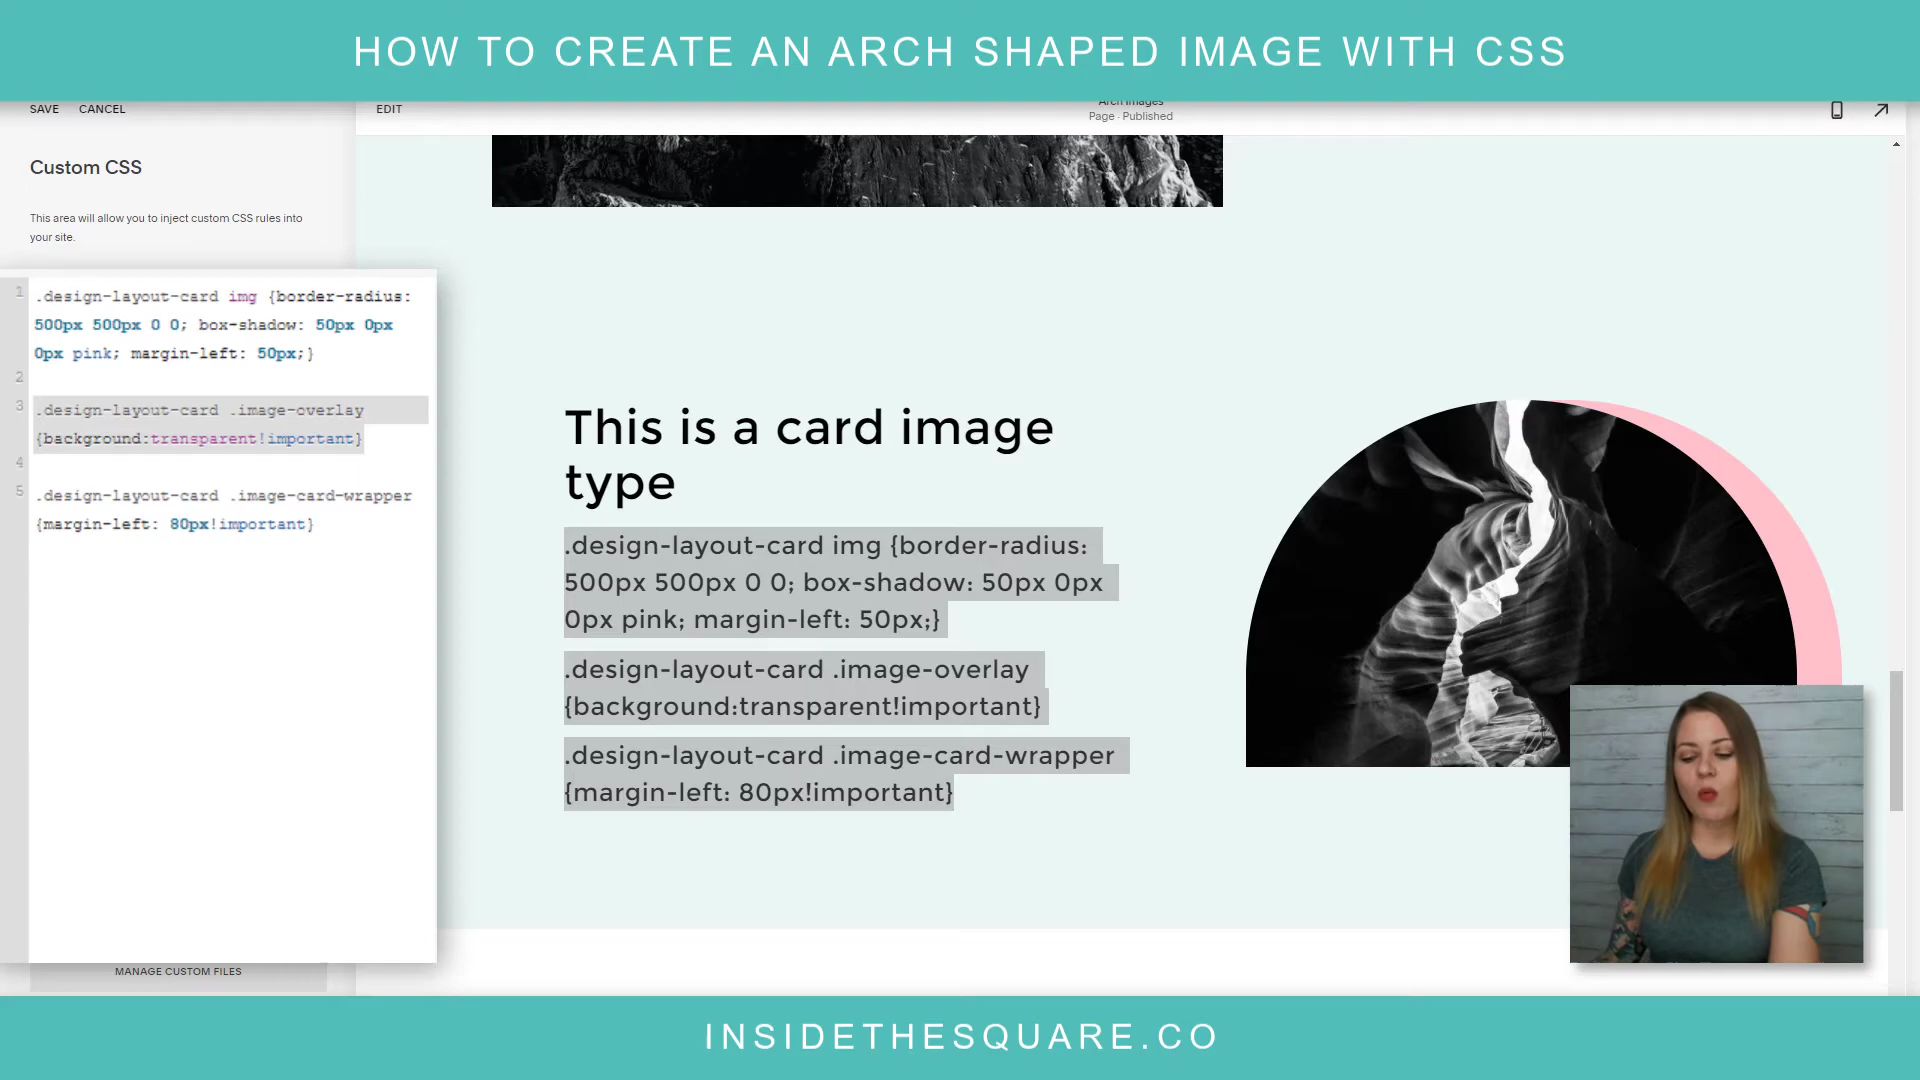 HOW TO CREATE AN ARCH SHAPED IMAGE WITH CSS
SAVE CANCEL
EDIT
Arch Images
Page · Published
Custom CSS
This area will allow you to inject custom CSS rules into
your site.
1 .design-layout-card img {border-radius:
500px 500px 0 0; box-shadow: 50px 0px
0px pink; margin-left: 50px;}
2
3 .design-layout-card .image-overlay
{background:transparent!important}
4
5 .design-layout-card .image-card-wrapper
{margin-left: 80px!important}
This is a card image
type
.design-layout-card img {border-radius:
500px 500px 0 0; box-shadow: 50px 0px
0px pink; margin-left: 50px;}
.design-layout-card .image-overlay
{background:transparent!important}
.design-layout-card .image-card-wrapper
{margin-left: 80px!important}
MANAGE CUSTOM FILES
INSIDETHESQUARE.CO